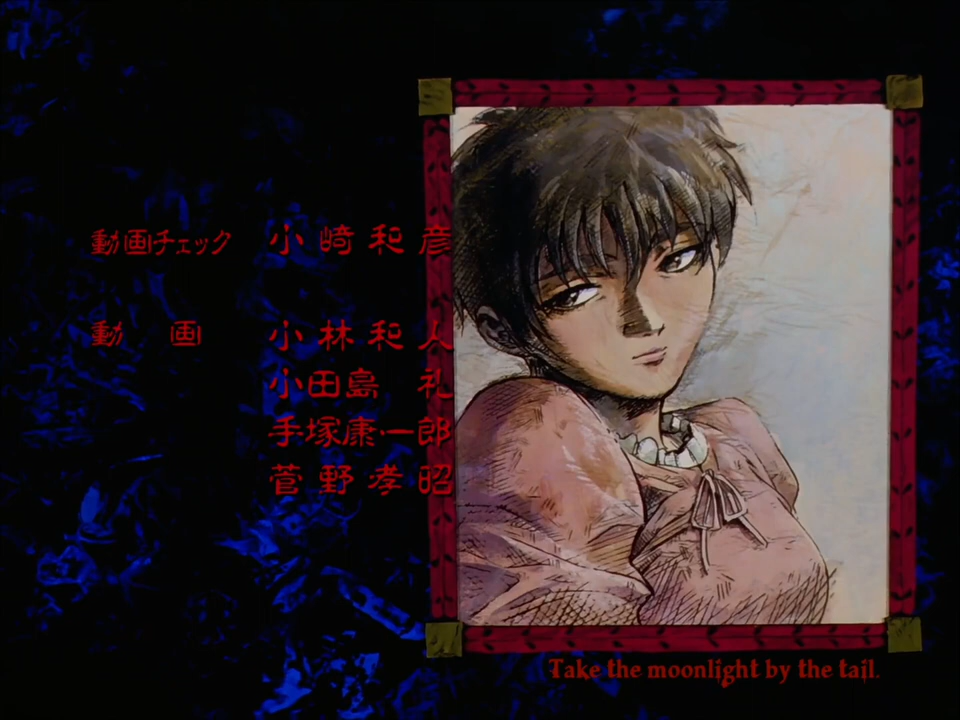 動画チェック 小崎和彦
動画 小林和人
小田島 礼
手塚康一郎
菅野孝昭
Take the moonlight by the tail.